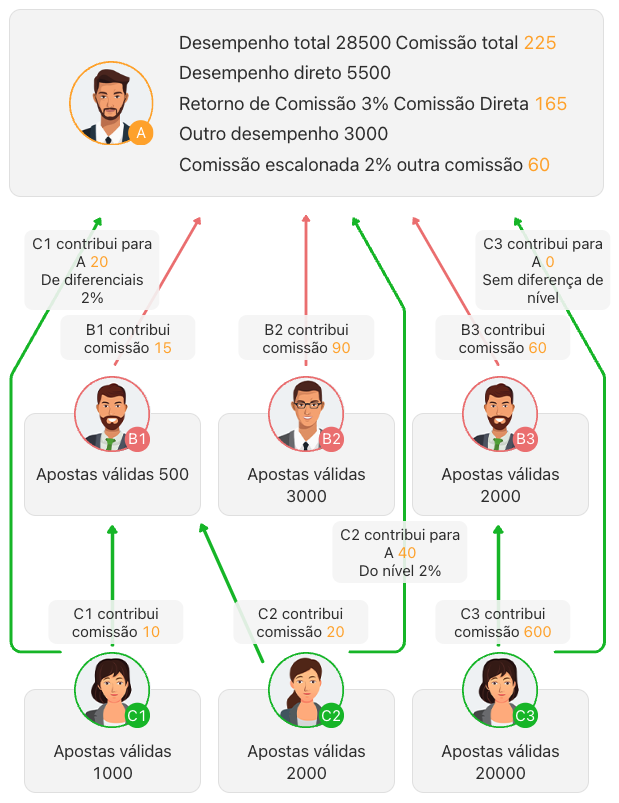 Desempenho total 28500 Comissão total 225
Desempenho direto 5500
Retorno de Comissão 3% Comissão Direta 165
Outro desempenho 3000
Comissão escalonada 2% outra comissão 60
A
C1 contribui para
A 20
De diferenciais
2%
C3 contribui para
A 0
Sem diferença de
nível
B1 contribui
comissão 15
B2 contribui
comissão 90
B3 contribui
comissão 60
B1
B2
B3
Apostas válidas 500
Apostas válidas
3000
Apostas válidas
2000
C2 contribui para
A 40
Do nível 2%
C1 contribui
comissão 10
C2 contribui
comissão 20
C3 contribui
comissão 600
C1
C2
C3
Apostas válidas
1000
Apostas válidas
2000
Apostas válidas
20000